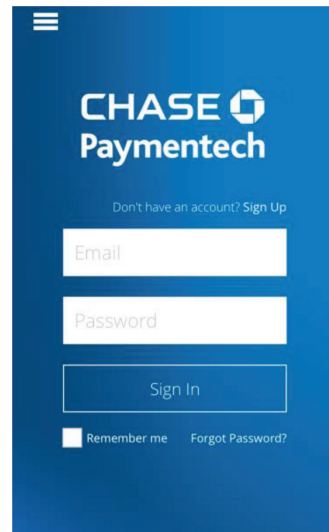 CHASE
Paymentech
Don't have an account? Sign Up
Email
Password
Sign In
Remember me Forgot Password?